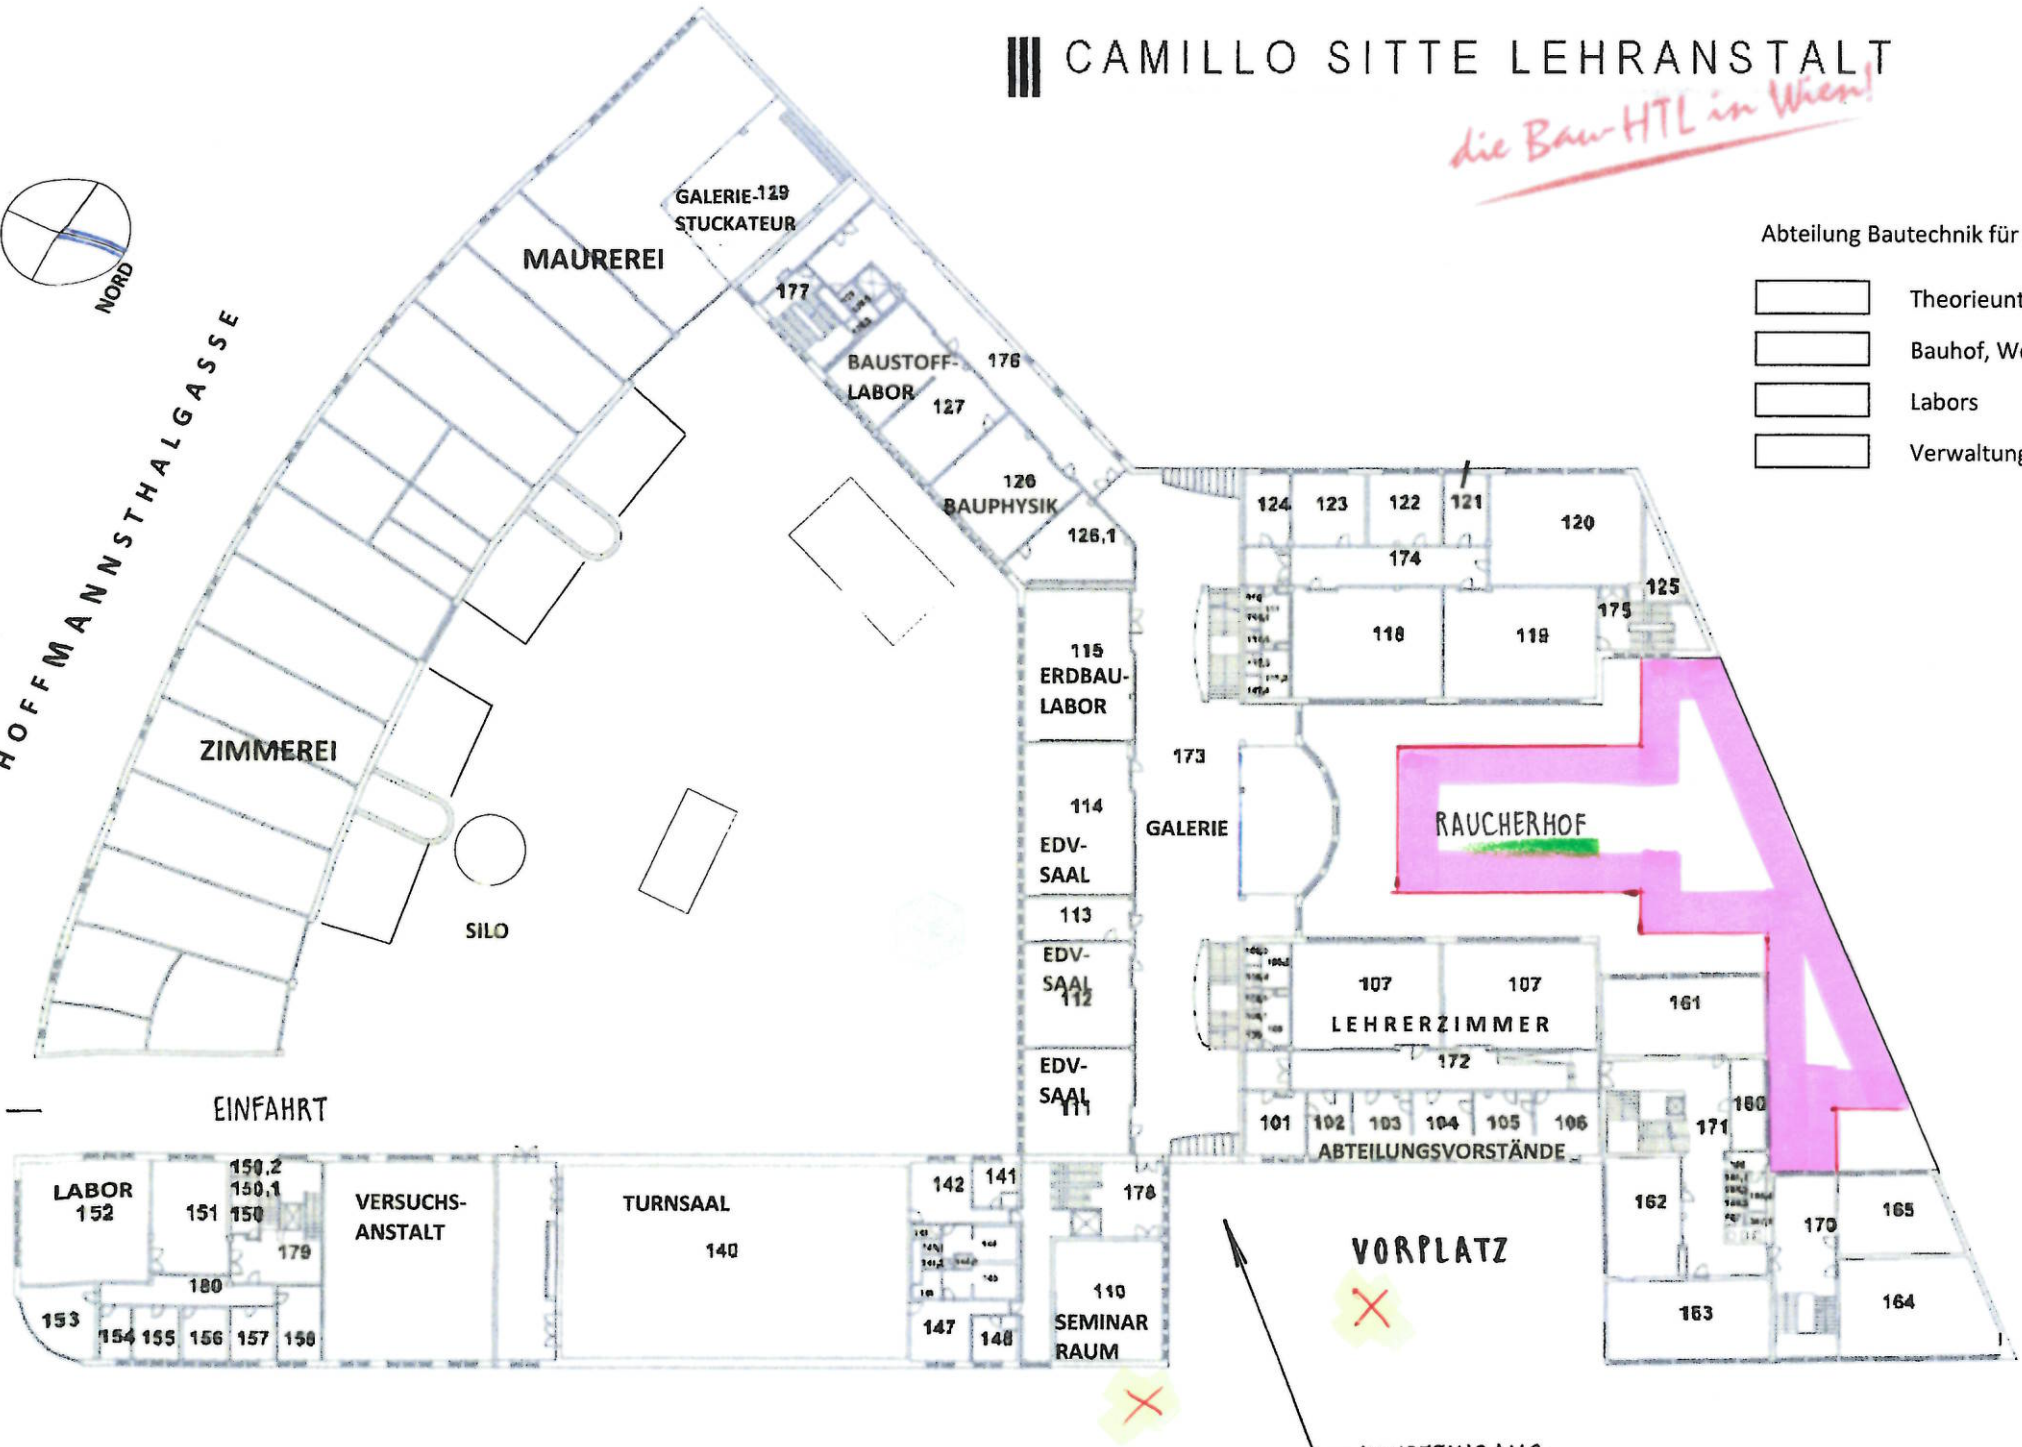 CAMILLO SITTE LEHRANSTALT
die Bau-HTL in Wien!
Abteilung Bautechnik für
Theorieunt
Bauhof, We
Labors
Verwaltung
NORD
HOFFMANNSTHALGASSE
GALERIE-129
STUCKATEUR
MAUREREI
177
BAUSTOFF-
LABOR
127
176
126
BAUPHYSIK
126,1
124
123
122
121
120
174
125
175
118
119
115
ERDBAU-
LABOR
173
ZIMMEREI
114
GALERIE
RAUCHERHOF
EDV-
SAAL
113
SILO
EDV-
SAAL
112
107
107
161
LEHRERZIMMER
172
EDV-
SAAL
111
EINFAHRT
101
102
103
104
105
106
160
171
ABTEILUNGSVORSTÄNDE
LABOR
152
151
150,2
150,1
150
179
VERSUCHS-
ANSTALT
TURNSAAL
140
142
141
178
162
170
165
VORPLATZ
180
153
154
155
156
157
158
147
148
110
SEMINAR
RAUM
163
164